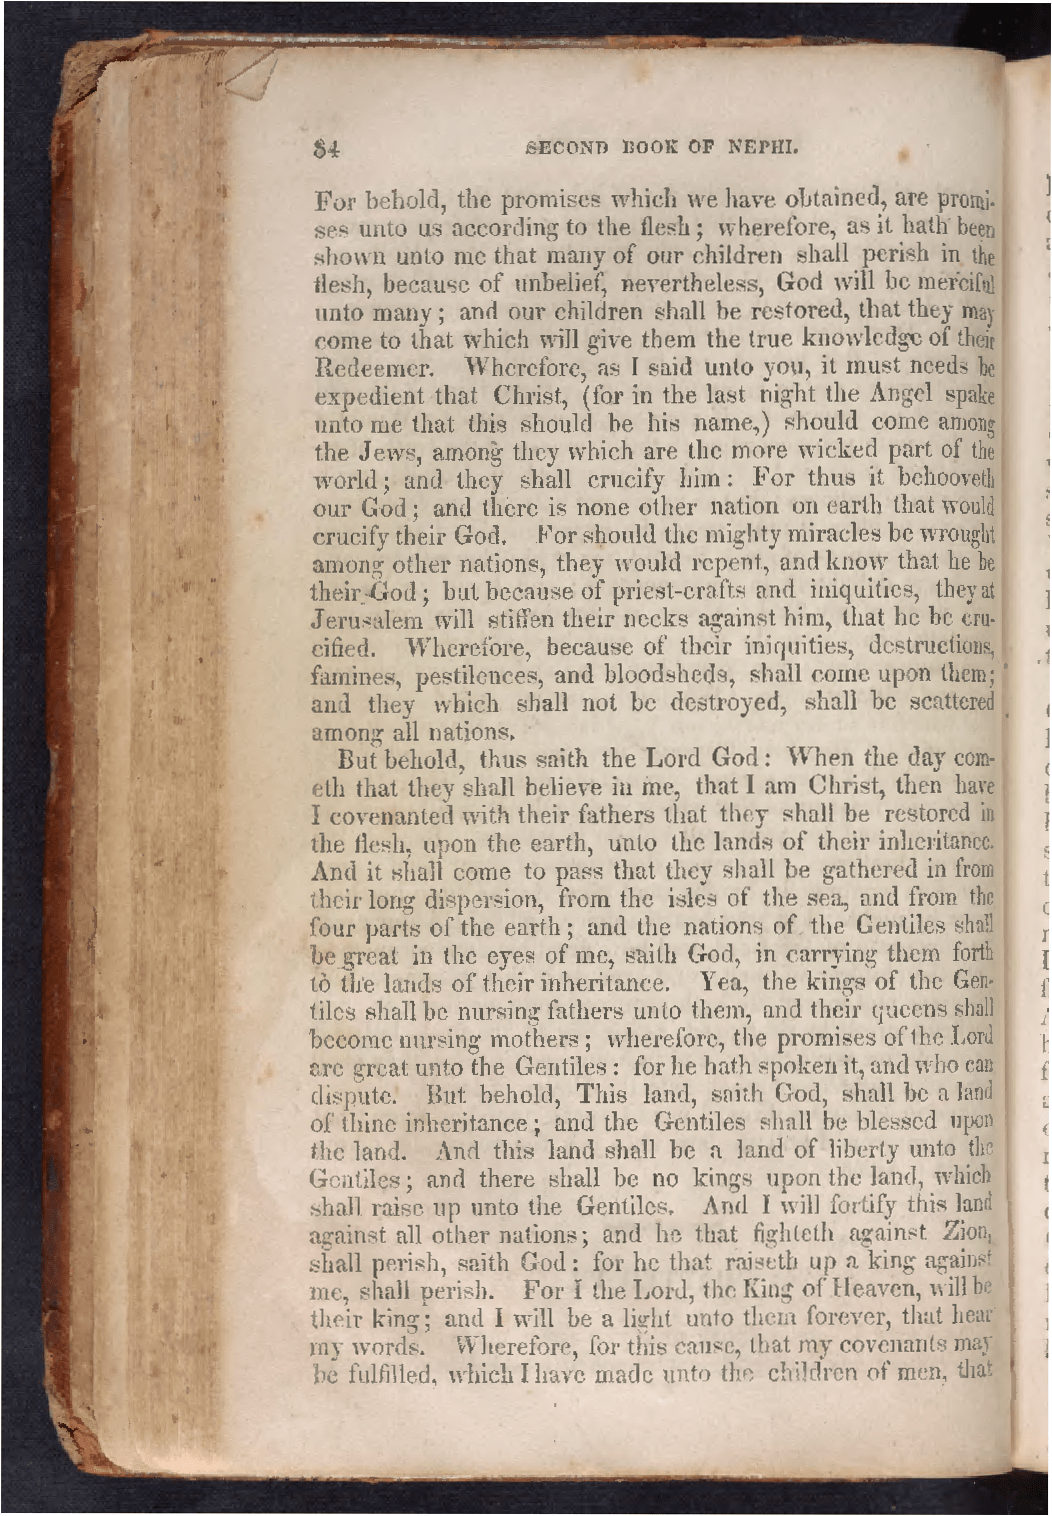 84 SECOND BOOK OF NEPHI.
For behold, the promises which we have obtained, are promi-
ses unto us according to the flesh; wherefore, as it hath been
shown unto me that many of our children shall perish in the
flesh, because of unbelief, nevertheless, God will be merciful
unto many; and our children shall be restored, that they may
come to that which will give them the true knowledge of their
Redeemer. Wherefore, as I said unto you, it must needs be
expedient that Christ, (for in the last night the Angel spake
unto me that this should be his name,) should come among
the Jews, among they which are the more wicked part of the
world; and they shall crucify him: For thus it behooveth
our God; and there is none other nation on earth that would
crucify their God. For should the mighty miracles be wrought
among other nations, they would repent, and know that he be
their God; but because of priest-crafts and iniquities, they at
Jerusalem will stiffen their necks against him, that he be cru-
cified. Wherefore, because of their iniquities, destructions,
famines, pestilences, and bloodsheds, shall come upon them;
and they which shall not be destroyed, shall be scattered
among all nations.
But behold, thus saith the Lord God: When the day com-
eth that they shall believe in me, that I am Christ, then have
I covenanted with their fathers that they shall be restored in
the flesh, upon the earth, unto the lands of their inheritance.
And it shall come to pass that they shall be gathered in from
their long dispersion, from the isles of the sea, and from the
four parts of the earth; and the nations of the Gentiles shall
be great in the eyes of me, saith God, in carrying them forth
to the lands of their inheritance. Yea, the kings of the Gen-
tiles shall be nursing fathers unto them, and their queens shall
become nursing mothers; wherefore, the promises of the Lord
are great unto the Gentiles: for he hath spoken it, and who can
dispute. But behold, This land, saith God, shall be a land
of thine inheritance; and the Gentiles shall be blessed upon
the land. And this land shall be a land of liberty unto the
Gentiles; and there shall be no kings upon the land, which
shall raise up unto the Gentiles. And I will fortify this land
against all other nations; and he that fighteth against Zion,
shall perish, saith God: for he that raiseth up a king against
me, shall perish. For I the Lord, the King of Heaven, will be
their king; and I will be a light unto them forever, that hear
my words. Wherefore, for this cause, that my covenants may
be fulfilled, which I have made unto the children of men, that